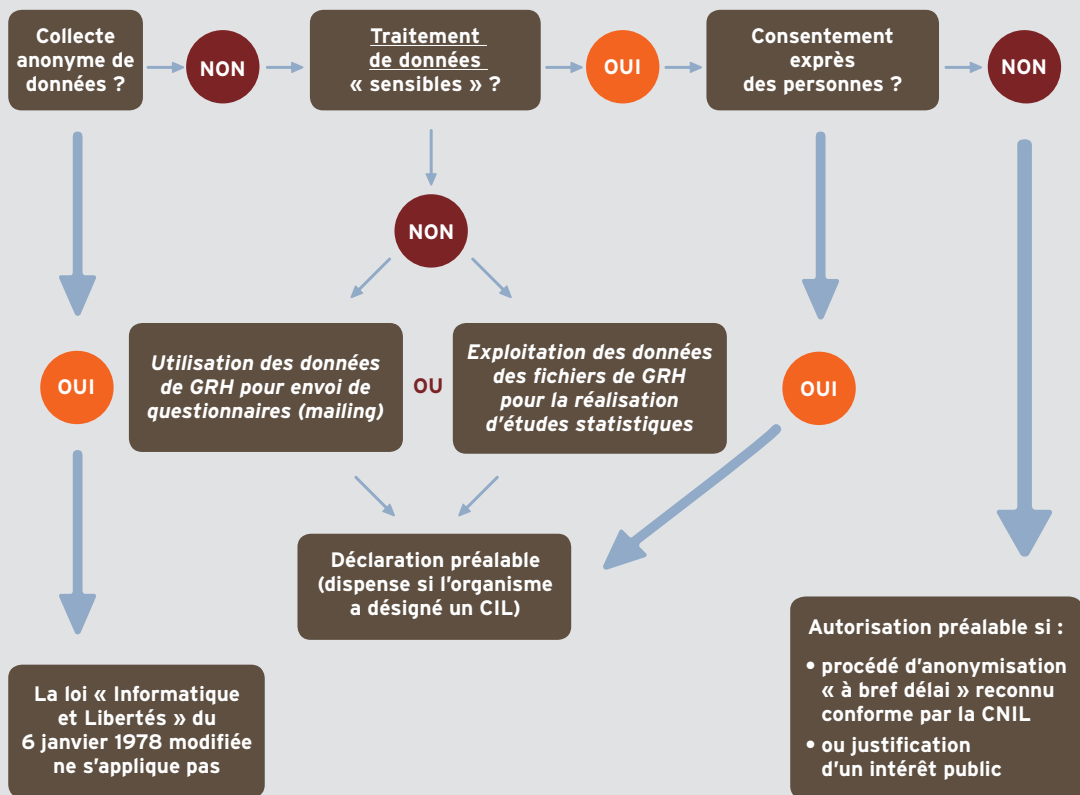 Collecte
anonyme de
données ?
NON
Traitement
de données
« sensibles » ?
OUI
Consentement
exprès
des personnes ?
NON
NON
OUI
Utilisation des données
de GRH pour envoi de
questionnaires (mailing)
OU
Exploitation des données
des fichiers de GRH
pour la réalisation
d'études statistiques
OUI
Déclaration préalable
(dispense si l'organisme
a désigné un CIL)
La loi « Informatique
et Libertés » du
6 janvier 1978 modifiée
ne s'applique pas
Autorisation préalable si :
• procédé d'anonymisation
« à bref délai » reconnu
conforme par la CNIL
• ou justification
d'un intérêt public